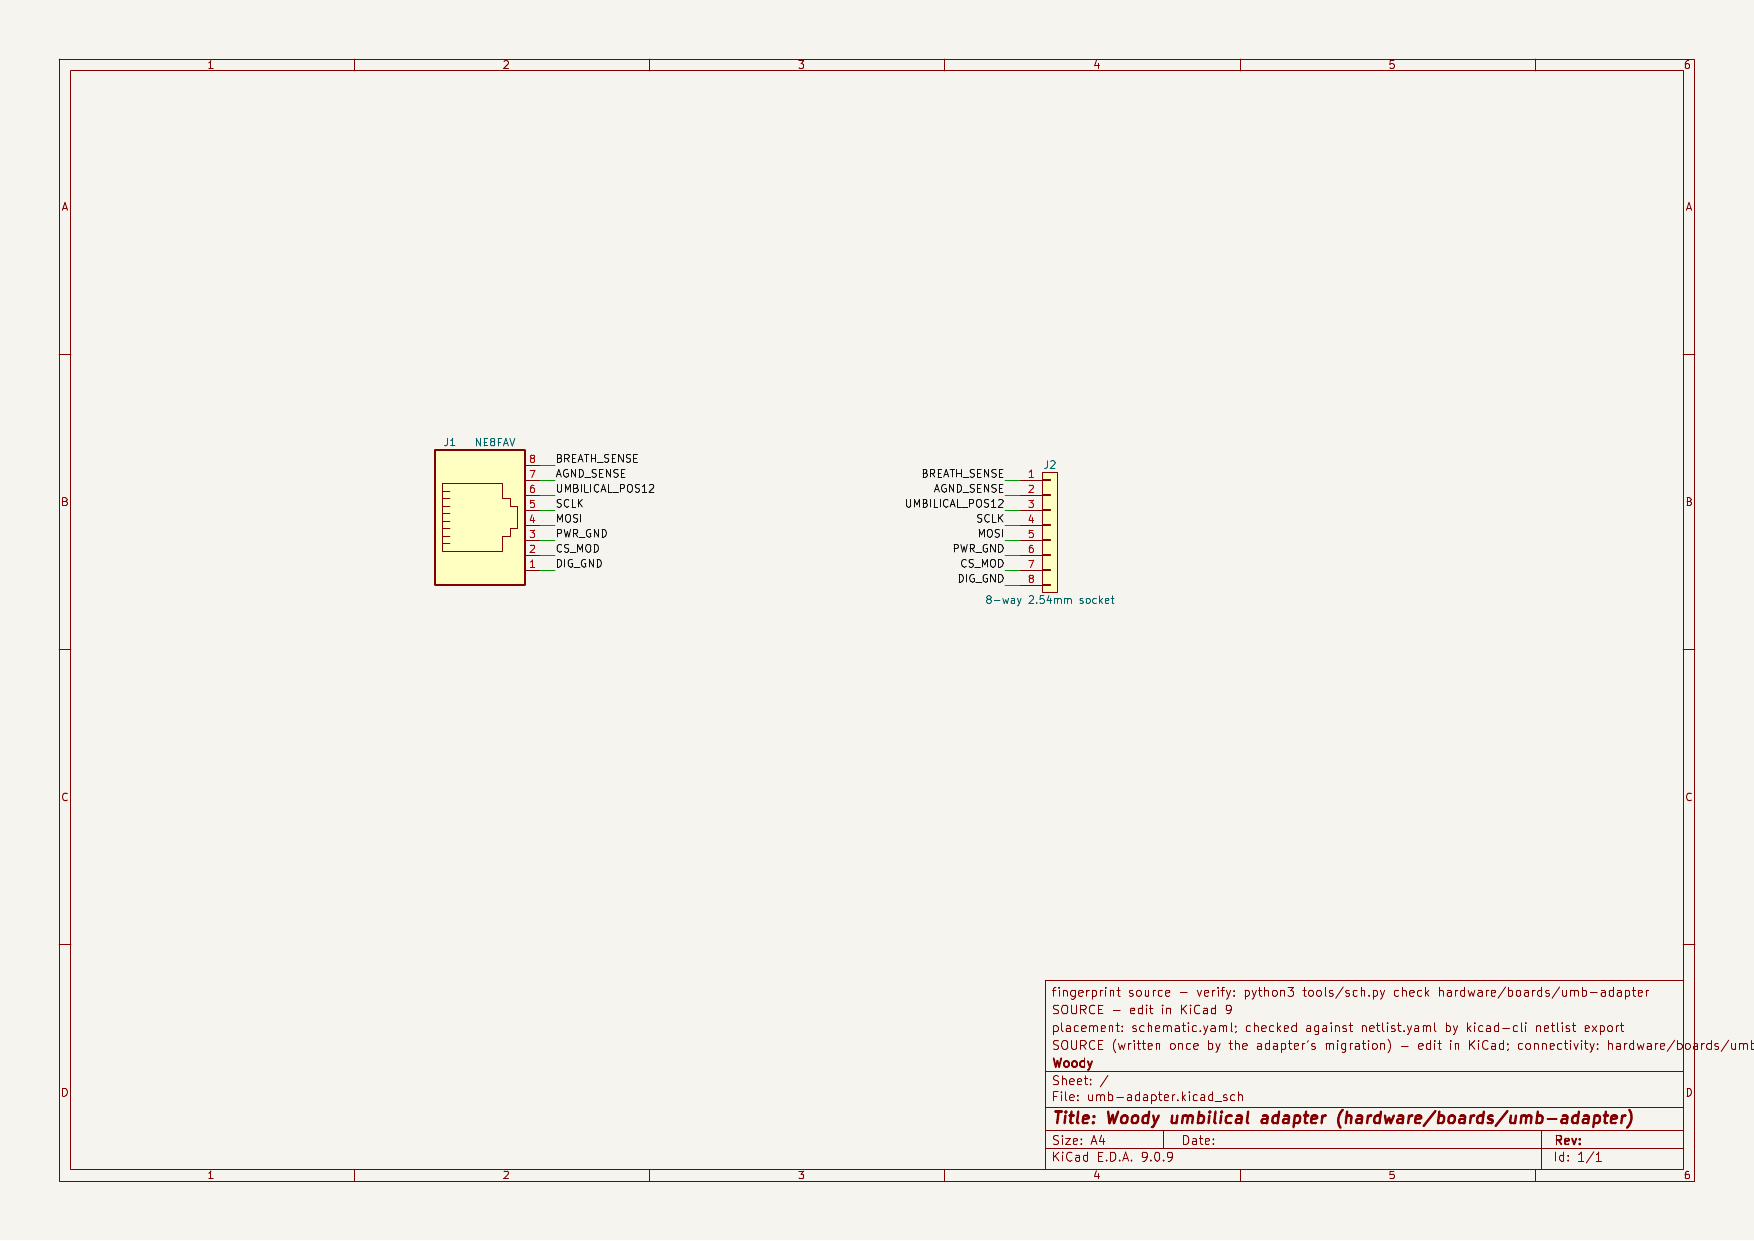 1 2 3 4 5 6
A A
J1 NE8FAV
8 BREATH_SENSE
7 AGND_SENSE
6 UMBILICAL_POS12
5 SCLK
4 MOSI
3 PWR_GND
2 CS_MOD
1 DIG_GND
J2
BREATH_SENSE 1
AGND_SENSE 2
UMBILICAL_POS12 3
SCLK 4
MOSI 5
PWR_GND 6
CS_MOD 7
DIG_GND 8
8-way 2.54mm socket
B B
C C
fingerprint source – verify: python3 tools/sch.py check hardware/boards/umb-adapter
SOURCE – edit in KiCad 9
placement: schematic.yaml; checked against netlist.yaml by kicad-cli netlist export
SOURCE (written once by the adapter's migration) – edit in KiCad; connectivity: hardware/boards/umb
Woody
Sheet: /
File: umb-adapter.kicad_sch
Title: Woody umbilical adapter (hardware/boards/umb-adapter)
Size: A4 Date: Rev:
KiCad E.D.A. 9.0.9 Id: 1/1
D D
1 2 3 4 5 6